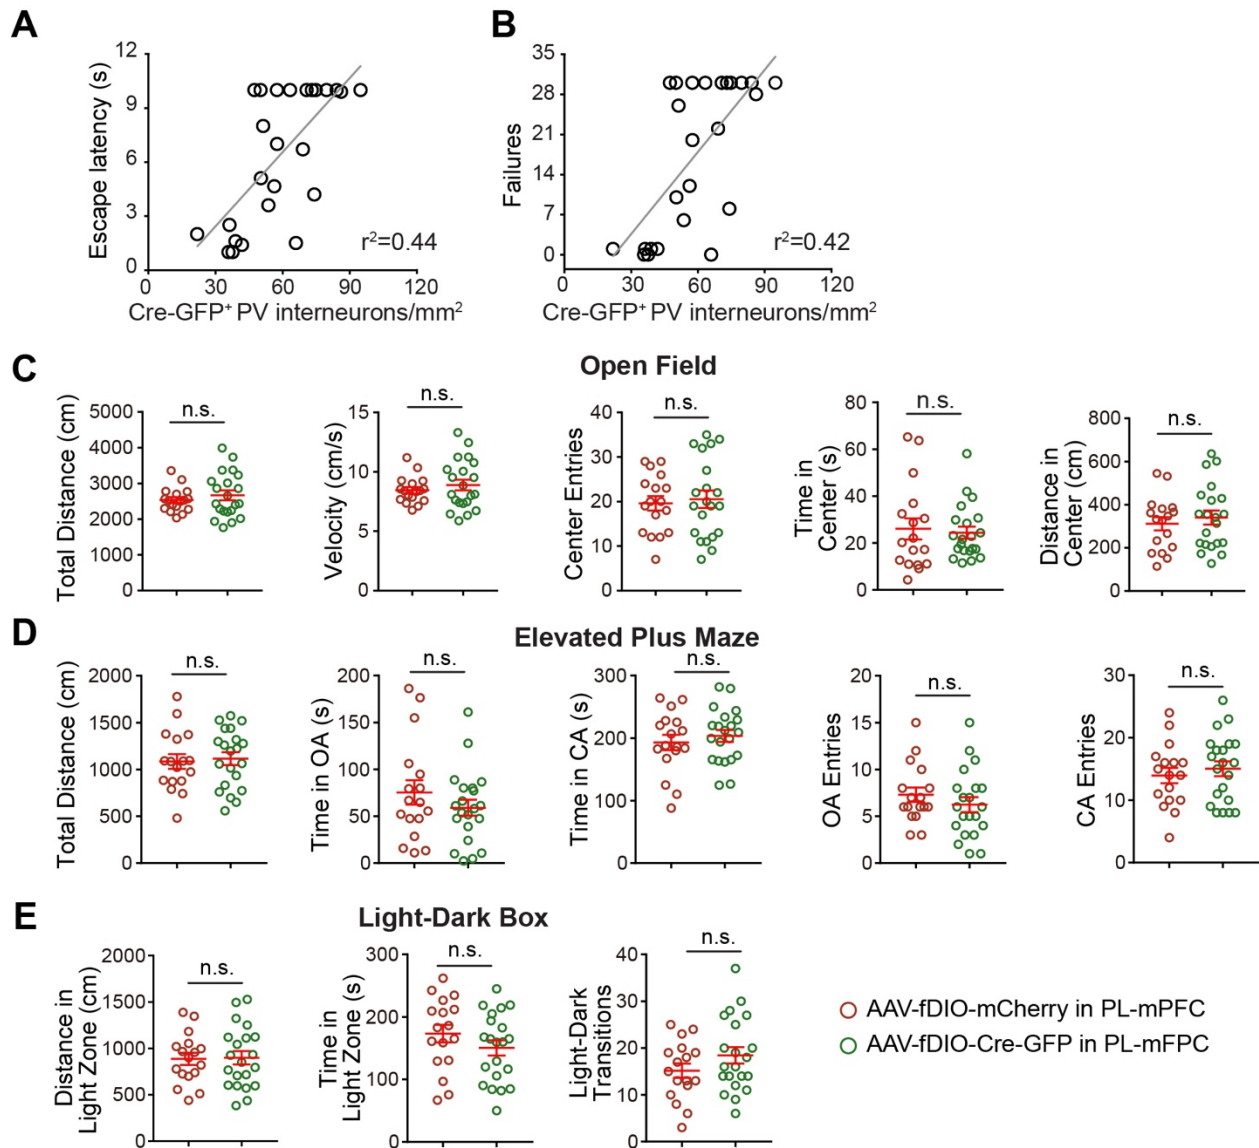 A
B
12
9
6
3
0
Escape latency (s)
r²=0.44
0 30 60 90 120
Cre-GFP⁺ PV interneurons/mm²
35
28
21
14
7
0
Failures
r²=0.42
0 30 60 90 120
Cre-GFP⁺ PV interneurons/mm²
C
Open Field
Total Distance (cm)
5000
4000
3000
2000
1000
0
n.s.
Velocity (cm/s)
15
10
5
0
n.s.
Center Entries
40
30
20
10
0
n.s.
Time in
Center (s)
80
60
40
20
0
n.s.
Distance in
Center (cm)
800
600
400
200
0
n.s.
D
Elevated Plus Maze
Total Distance (cm)
2000
1500
1000
500
0
n.s.
Time in OA (s)
200
150
100
50
0
n.s.
Time in CA (s)
300
200
100
0
n.s.
OA Entries
20
15
10
5
0
n.s.
CA Entries
30
20
10
0
n.s.
E
Light-Dark Box
Distance in
Light Zone (cm)
2000
1500
1000
500
0
n.s.
Time in
Light Zone (s)
300
200
100
0
n.s.
Light-Dark
Transitions
40
30
20
10
0
n.s.
AAV-fDIO-mCherry in PL-mPFC
AAV-fDIO-Cre-GFP in PL-mFPC